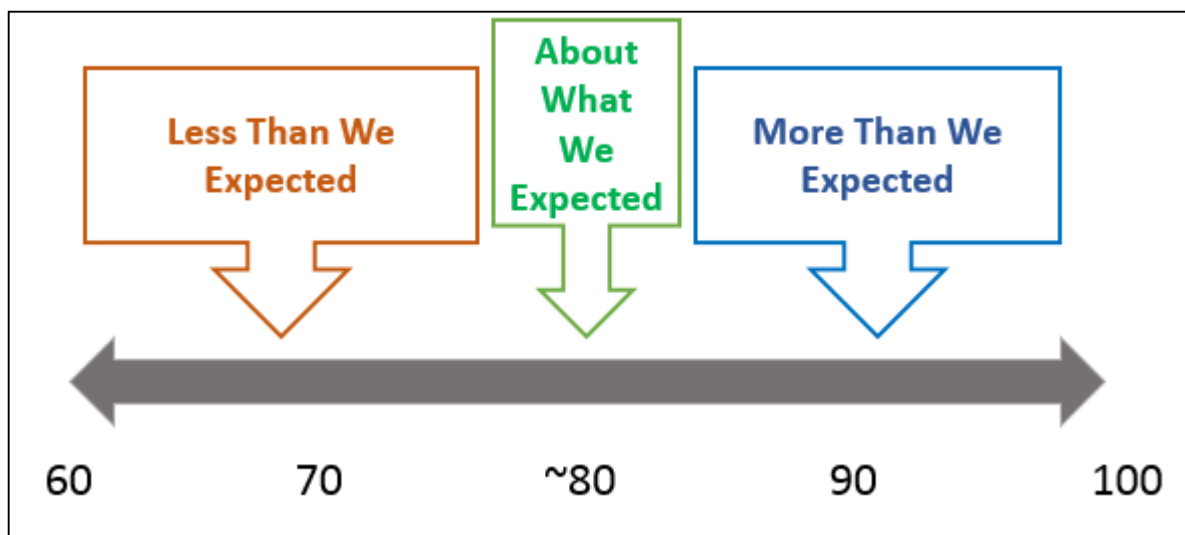 Less Than We
Expected
About
What
We
Expected
More Than We
Expected
60 70 ~80 90 100